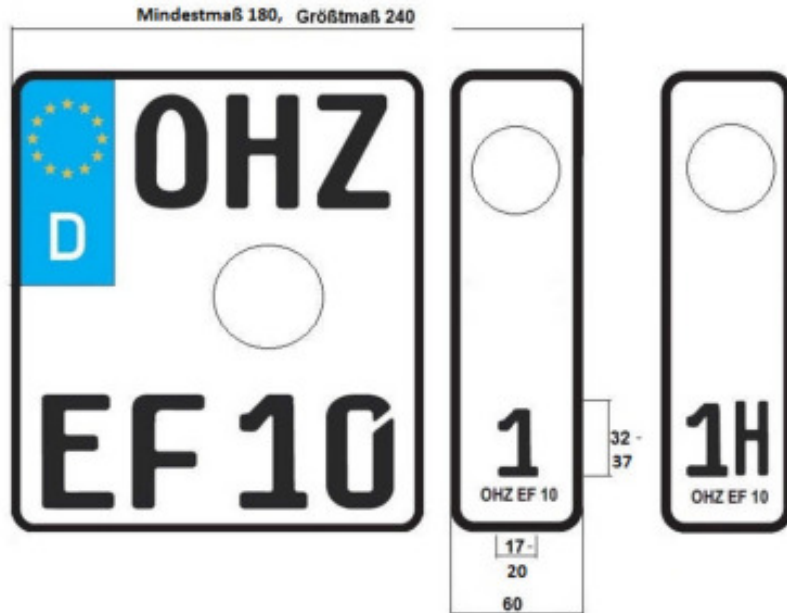 Mindestmaß 180, Größtmaß 240
OHZ
D
EF 10
1
OHZ EF 10
32 -
37
17 -
20
60
1H
OHZ EF 10